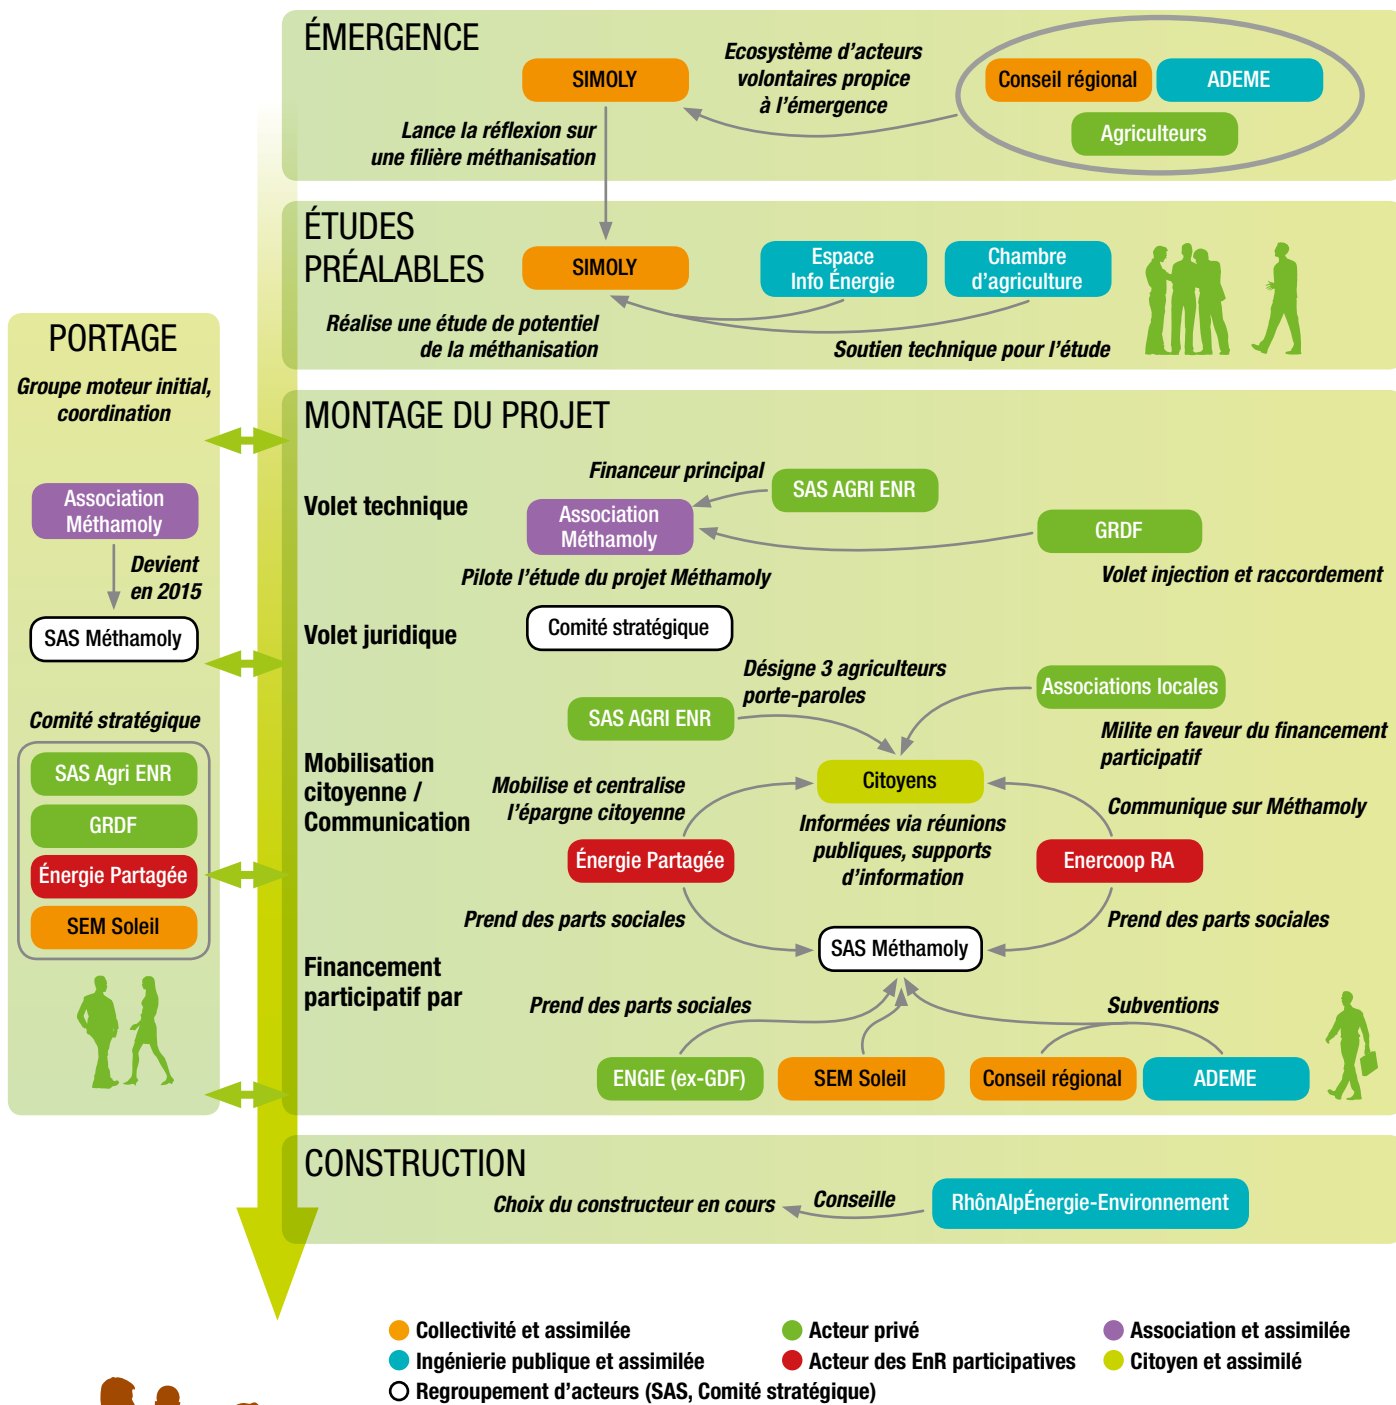 ÉMERGENCE
SIMOLY
Ecosystème d'acteurs
volontaires propice
à l'émergence
Conseil régional
ADEME
Agriculteurs
Lance la réflexion sur
une filière méthanisation
ÉTUDES
PRÉALABLES
SIMOLY
Espace
Info Énergie
Chambre
d'agriculture
Réalise une étude de potentiel
de la méthanisation
Soutien technique pour l'étude
PORTAGE
Groupe moteur initial,
coordination
Association
Méthamoly
Devient
en 2015
SAS Méthamoly
Comité stratégique
SAS Agri ENR
GRDF
Énergie Partagée
SEM Soleil
MONTAGE DU PROJET
Volet technique
Financeur principal
SAS AGRI ENR
Association
Méthamoly
GRDF
Pilote l'étude du projet Méthamoly
Volet injection et raccordement
Volet juridique
Comité stratégique
Mobilisation
citoyenne /
Communication
Désigne 3 agriculteurs
porte-paroles
SAS AGRI ENR
Associations locales
Milite en faveur du financement
participatif
Mobilise et centralise
l'épargne citoyenne
Citoyens
Communique sur Méthamoly
Informées via réunions
publiques, supports
d'information
Énergie Partagée
Enercoop RA
Prend des parts sociales
Prend des parts sociales
SAS Méthamoly
Financement
participatif par
Prend des parts sociales
Subventions
ENGIE (ex-GDF)
SEM Soleil
Conseil régional
ADEME
CONSTRUCTION
Choix du constructeur en cours
Conseille
RhônAlpÉnergie-Environnement
Collectivité et assimilée
Acteur privé
Association et assimilée
Ingénierie publique et assimilée
Acteur des EnR participatives
Citoyen et assimilé
Regroupement d'acteurs (SAS, Comité stratégique)